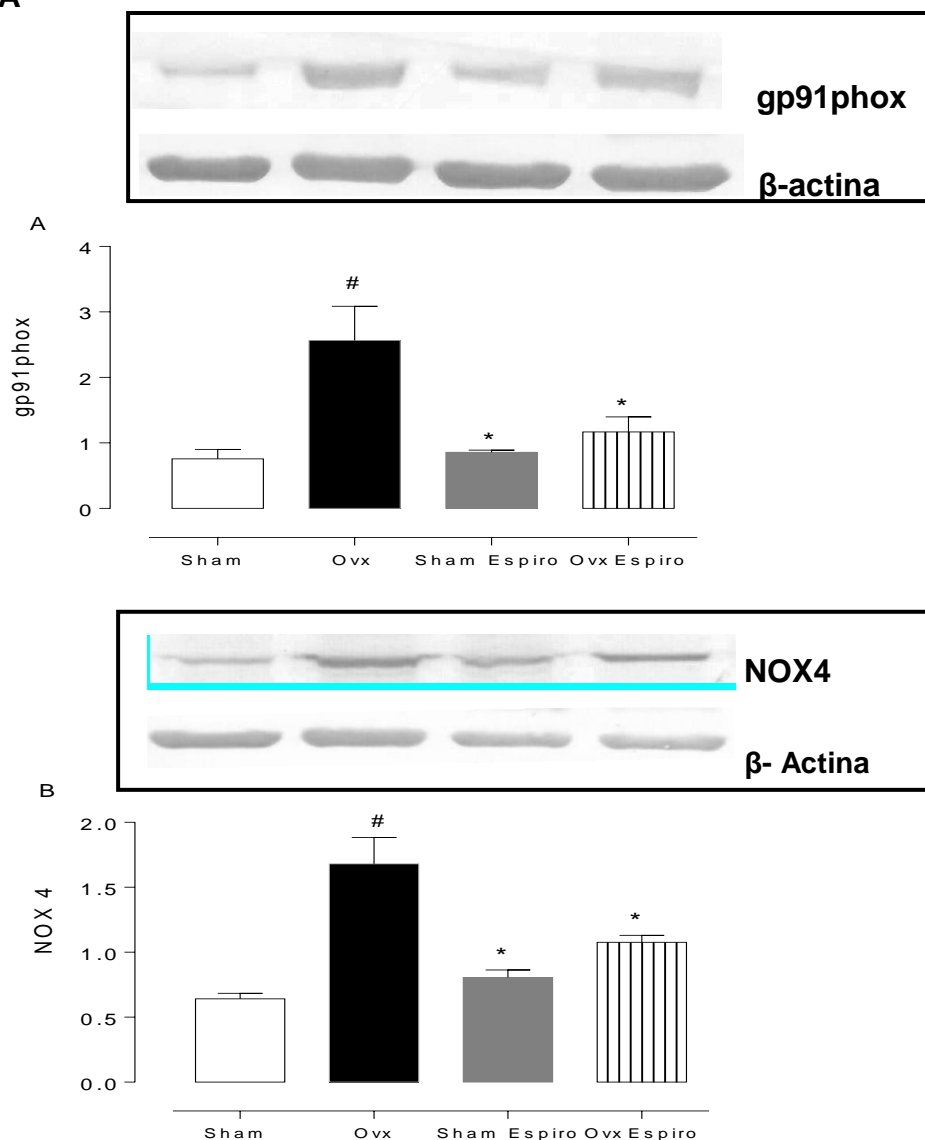 A
gp91phox
β-actina
A
4
#
3
gp91phox
2
*
*
1
0
Sham Ovx Sham Espiro Ovx Espiro
NOX4
β- Actina
B
2.0
#
1.5
NOX 4
*
1.0
*
0.5
0.0
Sham Ovx Sham Espiro Ovx Espiro